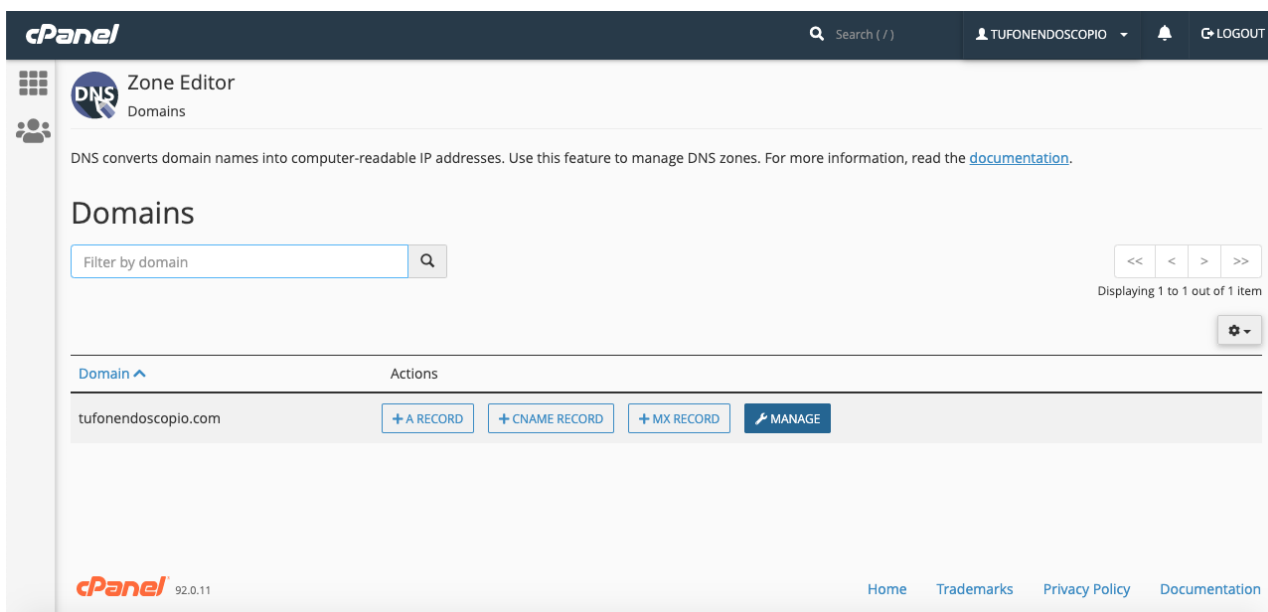 cPanel Search ( / ) TUFONENDOSCOPIO LOGOUT
DNS Zone Editor
Domains
DNS converts domain names into computer-readable IP addresses. Use this feature to manage DNS zones. For more information, read the documentation.
Domains
Filter by domain
<< < > >>
Displaying 1 to 1 out of 1 item
Domain Actions
tufonendoscopio.com + A RECORD + CNAME RECORD + MX RECORD MANAGE
cPanel 92.0.11 Home Trademarks Privacy Policy Documentation